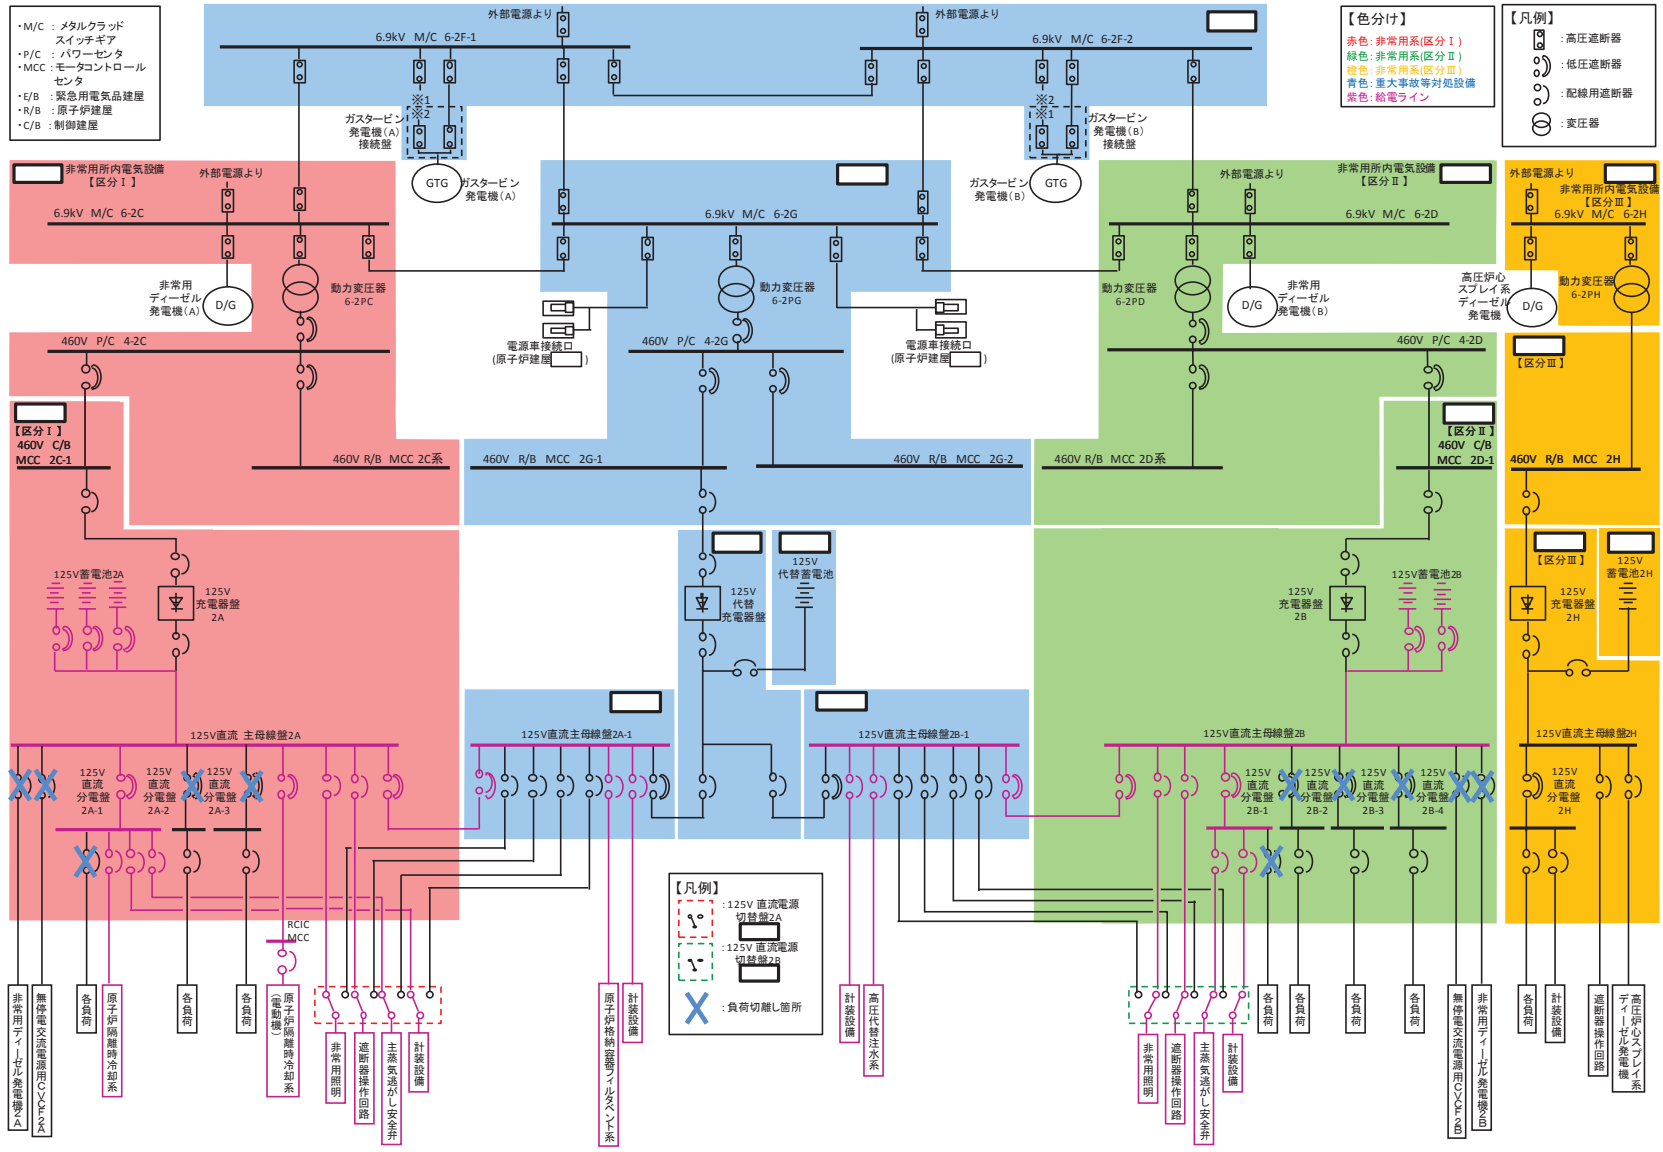 ・M/C : メタルクラッド
スイッチギア
・P/C : パワーセンタ
・MCC : モータコントロール
センタ
・E/B : 緊急用電気品建屋
・R/B : 原子炉建屋
・C/B : 制御建屋
外部電源より
6.9kV M/C 6-2F-1
外部電源より
6.9kV M/C 6-2F-2
【色分け】
赤色: 非常用系(区分Ⅰ)
緑色: 非常用系(区分Ⅱ)
橙色: 非常用系(区分Ⅲ)
青色: 重大事故等対処設備
紫色: 給電ライン
【凡例】
: 高圧遮断器
: 低圧遮断器
: 配線用遮断器
: 変圧器
※1
※2
ガスタービン
発電機(A)
接続盤
GTG
ガスタービン
発電機(A)
※2
※1
ガスタービン
発電機(B)
接続盤
GTG
ガスタービン
発電機(B)
非常用所内電気設備
【区分Ⅰ】
外部電源より
6.9kV M/C 6-2C
6.9kV M/C 6-2G
外部電源より
非常用所内電気設備
【区分Ⅱ】
6.9kV M/C 6-2D
外部電源より
非常用所内電気設備
【区分Ⅲ】
6.9kV M/C 6-2H
非常用
ディーゼル
発電機(A)
D/G
動力変圧器
6-2PC
動力変圧器
6-2PG
動力変圧器
6-2PD
D/G
非常用
ディーゼル
発電機(B)
高圧炉心
スプレイ系
ディーゼル
発電機
D/G
動力変圧器
6-2PH
電源車接続口
(原子炉建屋 )
電源車接続口
(原子炉建屋 )
460V P/C 4-2C
460V P/C 4-2G
460V P/C 4-2D
【区分Ⅲ】
【区分Ⅰ】
460V C/B
MCC 2C-1
460V R/B MCC 2C系
460V R/B MCC 2G-1
460V R/B MCC 2G-2
460V R/B MCC 2D系
【区分Ⅱ】
460V C/B
MCC 2D-1
460V R/B MCC 2H
125V蓄電池2A
125V
充電器盤
2A
125V
代替
充電器盤
125V
代替蓄電池
125V
充電器盤
2B
125V蓄電池2B
【区分Ⅲ】
125V
充電器盤
2H
125V
蓄電池2H
125V直流 主母線盤2A
125V直流主母線盤2A-1
125V直流主母線盤2B-1
125V直流主母線盤2B
125V直流主母線盤2H
125V
直流
分電盤
2A-1
125V
直流
分電盤
2A-2
125V
直流
分電盤
2A-3
125V
直流
分電盤
2B-1
125V
直流
分電盤
2B-2
125V
直流
分電盤
2B-3
125V
直流
分電盤
2B-4
125V
直流
分電盤
2H
RCIC
MCC
【凡例】
: 125V 直流電源
切替盤2A
: 125V 直流電源
切替盤2B
: 負荷切離し箇所
非常用ディーゼル発電機2A
無停電交流電源用CVCF2A
各負荷
原子炉隔離時冷却系
各負荷
各負荷
原子炉隔離時冷却系
(電動機)
非常用照明
遮断器操作回路
主蒸気逃がし安全弁
計装設備
原子炉格納容器フィルタベント系
計装設備
計装設備
高圧代替注水系
非常用照明
遮断器操作回路
主蒸気逃がし安全弁
計装設備
各負荷
各負荷
各負荷
各負荷
無停電交流電源用CVCF2B
非常用ディーゼル発電機2B
各負荷
計装設備
遮断器操作回路
高圧炉心スプレイ系
ディーゼル発電機